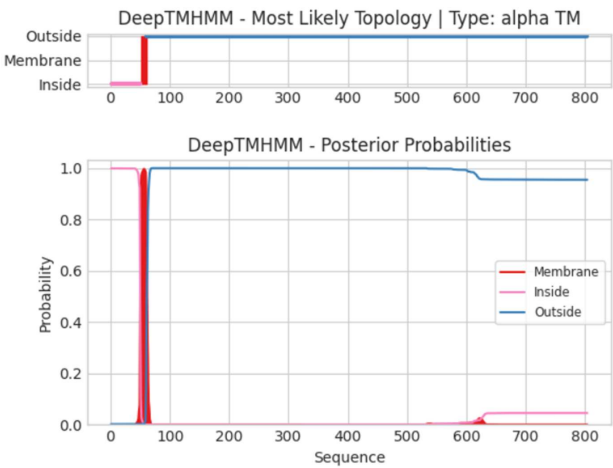 DeepTMHMM - Most Likely Topology | Type: alpha TM
Outside
Membrane
Inside
0 100 200 300 400 500 600 700 800
DeepTMHMM - Posterior Probabilities
1.0
0.8
0.6
0.4
0.2
0.0
Probability
Membrane
Inside
Outside
0 100 200 300 400 500 600 700 800
Sequence